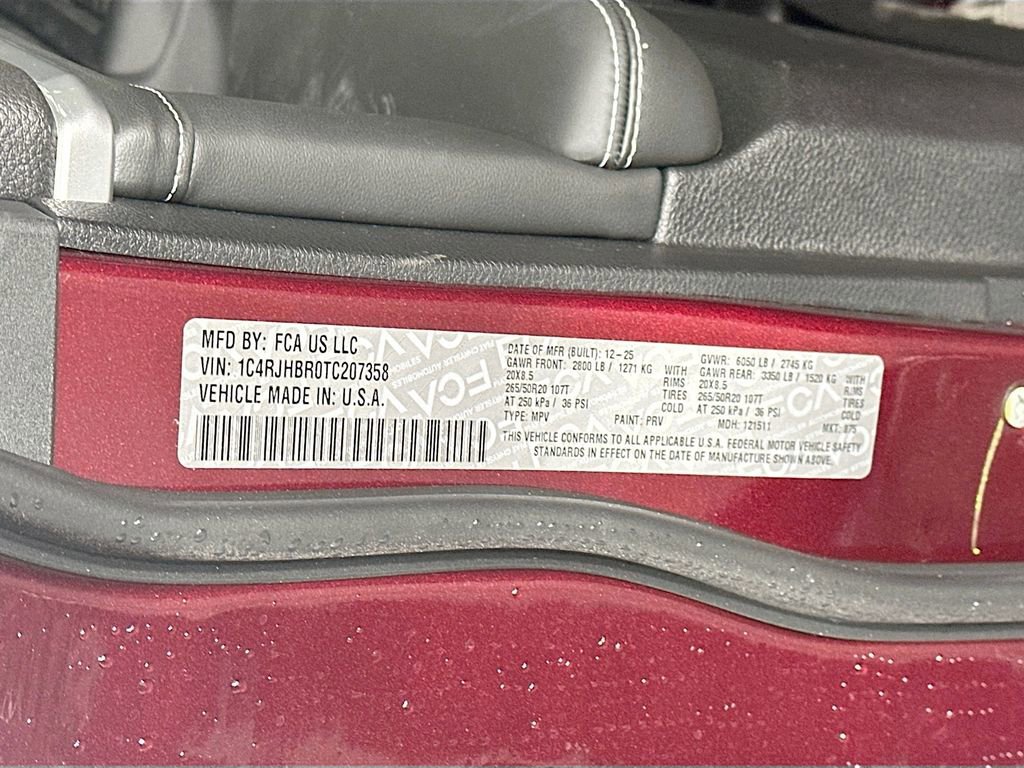 MFD BY: FCA US LLC
VIN: 1C4RJHBR0TC207358
VEHICLE MADE IN: U.S.A.
DATE OF MFR (BUILT): 12-25
GAWR FRONT: 2800 LB / 1271 KG WITH
20X8.5 RIMS
265/50R20 107T TIRES
AT 250 kPa / 36 PSI COLD
TYPE: MPV PAINT: PRV
GVWR: 6050 LB / 2745 KG
GAWR REAR: 3350 LB / 1520 KG WITH
20X8.5 RIMS
265/50R20 107T TIRES
AT 250 kPa / 36 PSI COLD
MDH: 121511 MKT: 875
THIS VEHICLE CONFORMS TO ALL APPLICABLE U.S.A. FEDERAL MOTOR VEHICLE SAFETY
STANDARDS IN EFFECT ON THE DATE OF MANUFACTURE SHOWN ABOVE.